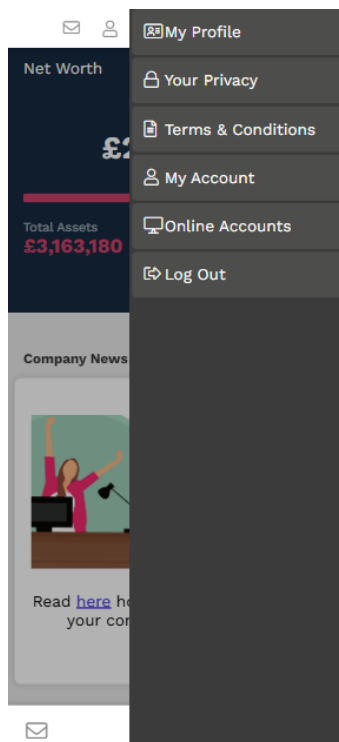 My Profile
Net Worth
Your Privacy
£2
Terms & Conditions
My Account
Total Assets
£3,163,180
Online Accounts
Log Out
Company News
Read here
your